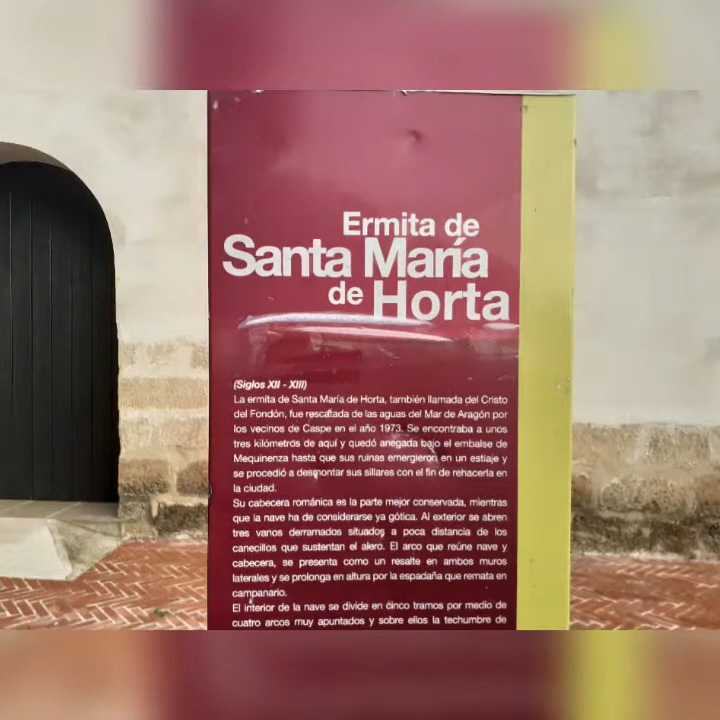 Ermita de
Santa María
de Horta
(Siglos XII - XIII)
La ermita de Santa María de Horta, también llamada del Cristo
del Fondón, fue rescatada de las aguas del Mar de Aragón por
los vecinos de Caspe en el año 1973. Se encontraba a unos
tres kilómetros de aquí y quedó anegada bajo el embalse de
Mequinenza hasta que sus ruinas emergieron en un estiaje y
se procedió a desmontar sus sillares con el fin de rehacerla en
la ciudad.
Su cabecera románica es la parte mejor conservada, mientras
que la nave ha de considerarse ya gótica. Al exterior se abren
tres vanos derramados situados a poca distancia de los
canecillos que sustentan el alero. El arco que reúne nave y
cabecera, se presenta como un resalte en ambos muros
laterales y se prolonga en altura por la espadaña que remata en
campanario.
El interior de la nave se divide en cinco tramos por medio de
cuatro arcos muy apuntados y sobre ellos la techumbre de